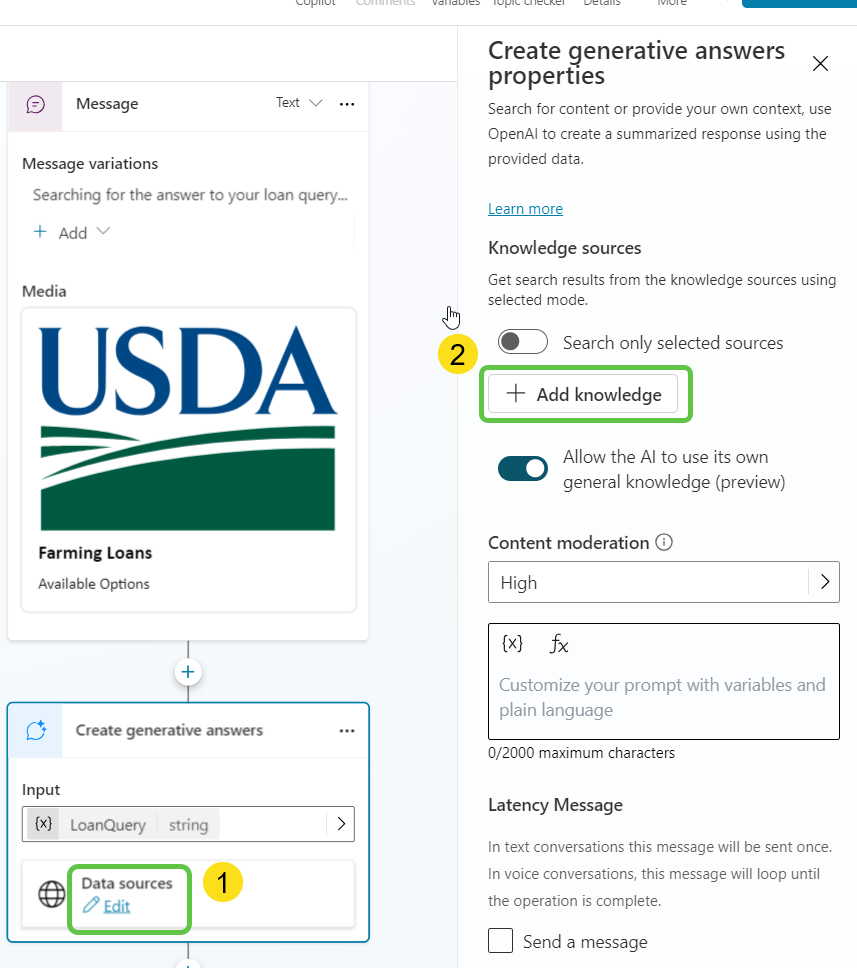 Copilot Comments Variables Topic checker Details More
Message Text
Message variations
Searching for the answer to your loan query...
+ Add
Media
USDA
Farming Loans
Available Options
Create generative answers
Input
{x} LoanQuery string
Data sources
Edit
1
Create generative answers
properties
Search for content or provide your own context, use
OpenAI to create a summarized response using the
provided data.
Learn more
Knowledge sources
Get search results from the knowledge sources using
selected mode.
Search only selected sources
2
+ Add knowledge
Allow the AI to use its own
general knowledge (preview)
Content moderation
High
{x} fx
Customize your prompt with variables and
plain language
0/2000 maximum characters
Latency Message
In text conversations this message will be sent once.
In voice conversations, this message will loop until
the operation is complete.
Send a message